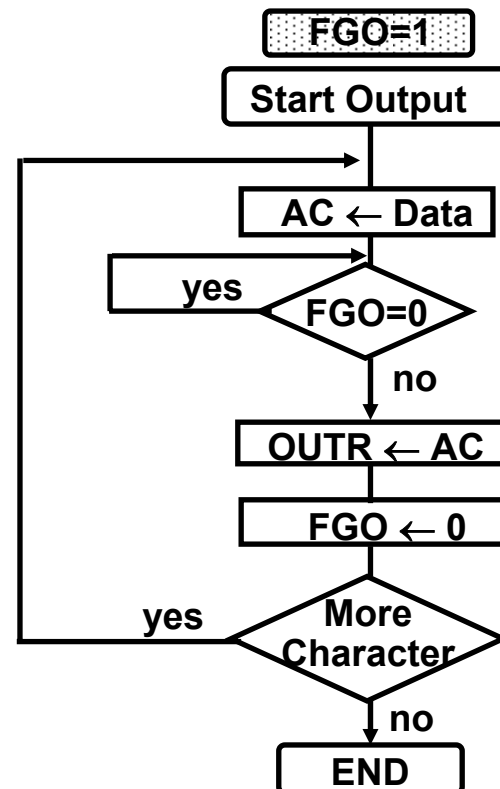 FGO=1
Start Output
AC ← Data
yes
FGO=0
no
OUTR ← AC
FGO ← 0
yes
More
Character
no
END